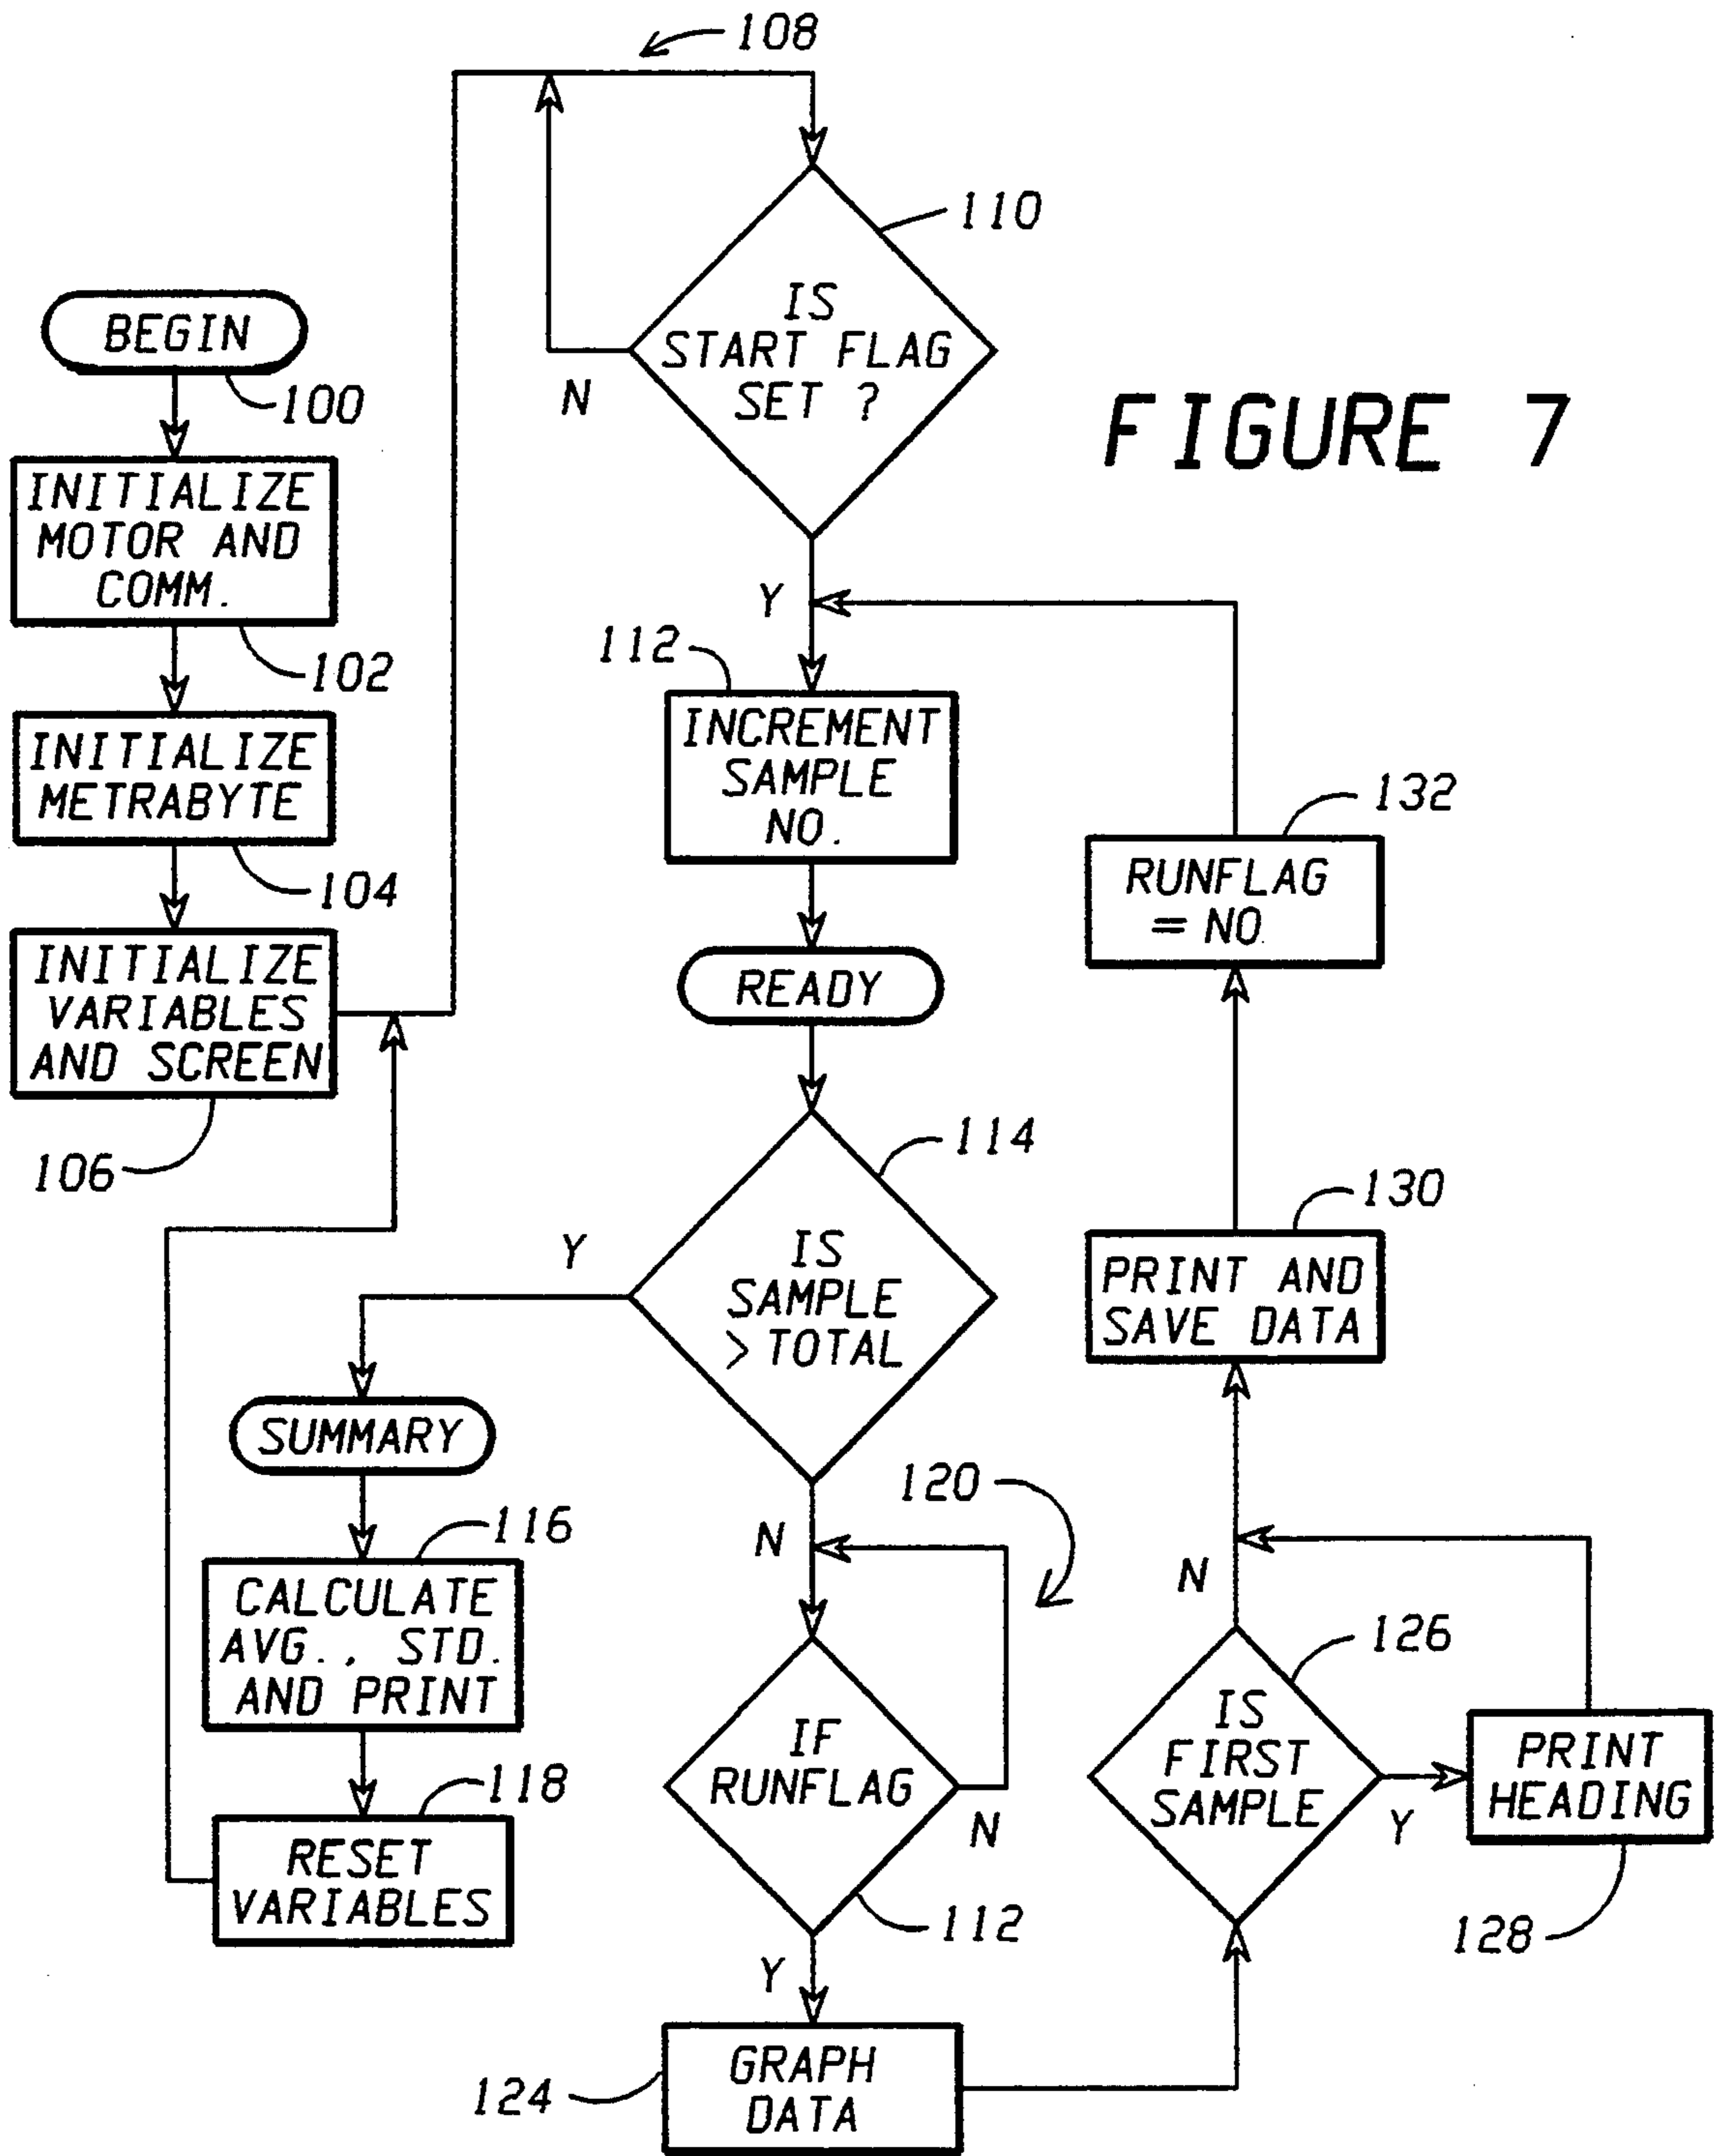 108
110
BEGIN
100
IS
START FLAG
SET ?
N
FIGURE 7
INITIALIZE
MOTOR AND
COMM.
102
Y
112
INCREMENT
SAMPLE
NO.
INITIALIZE
METRABYTE
104
132
RUNFLAG
= NO
INITIALIZE
VARIABLES
AND SCREEN
106
READY
114
IS
SAMPLE
> TOTAL
Y
130
PRINT AND
SAVE DATA
SUMMARY
120
N
116
CALCULATE
AVG., STD.
AND PRINT
N
126
IS
FIRST
SAMPLE
Y
PRINT
HEADING
128
IF
RUNFLAG
N
112
118
RESET
VARIABLES
Y
GRAPH
DATA
124